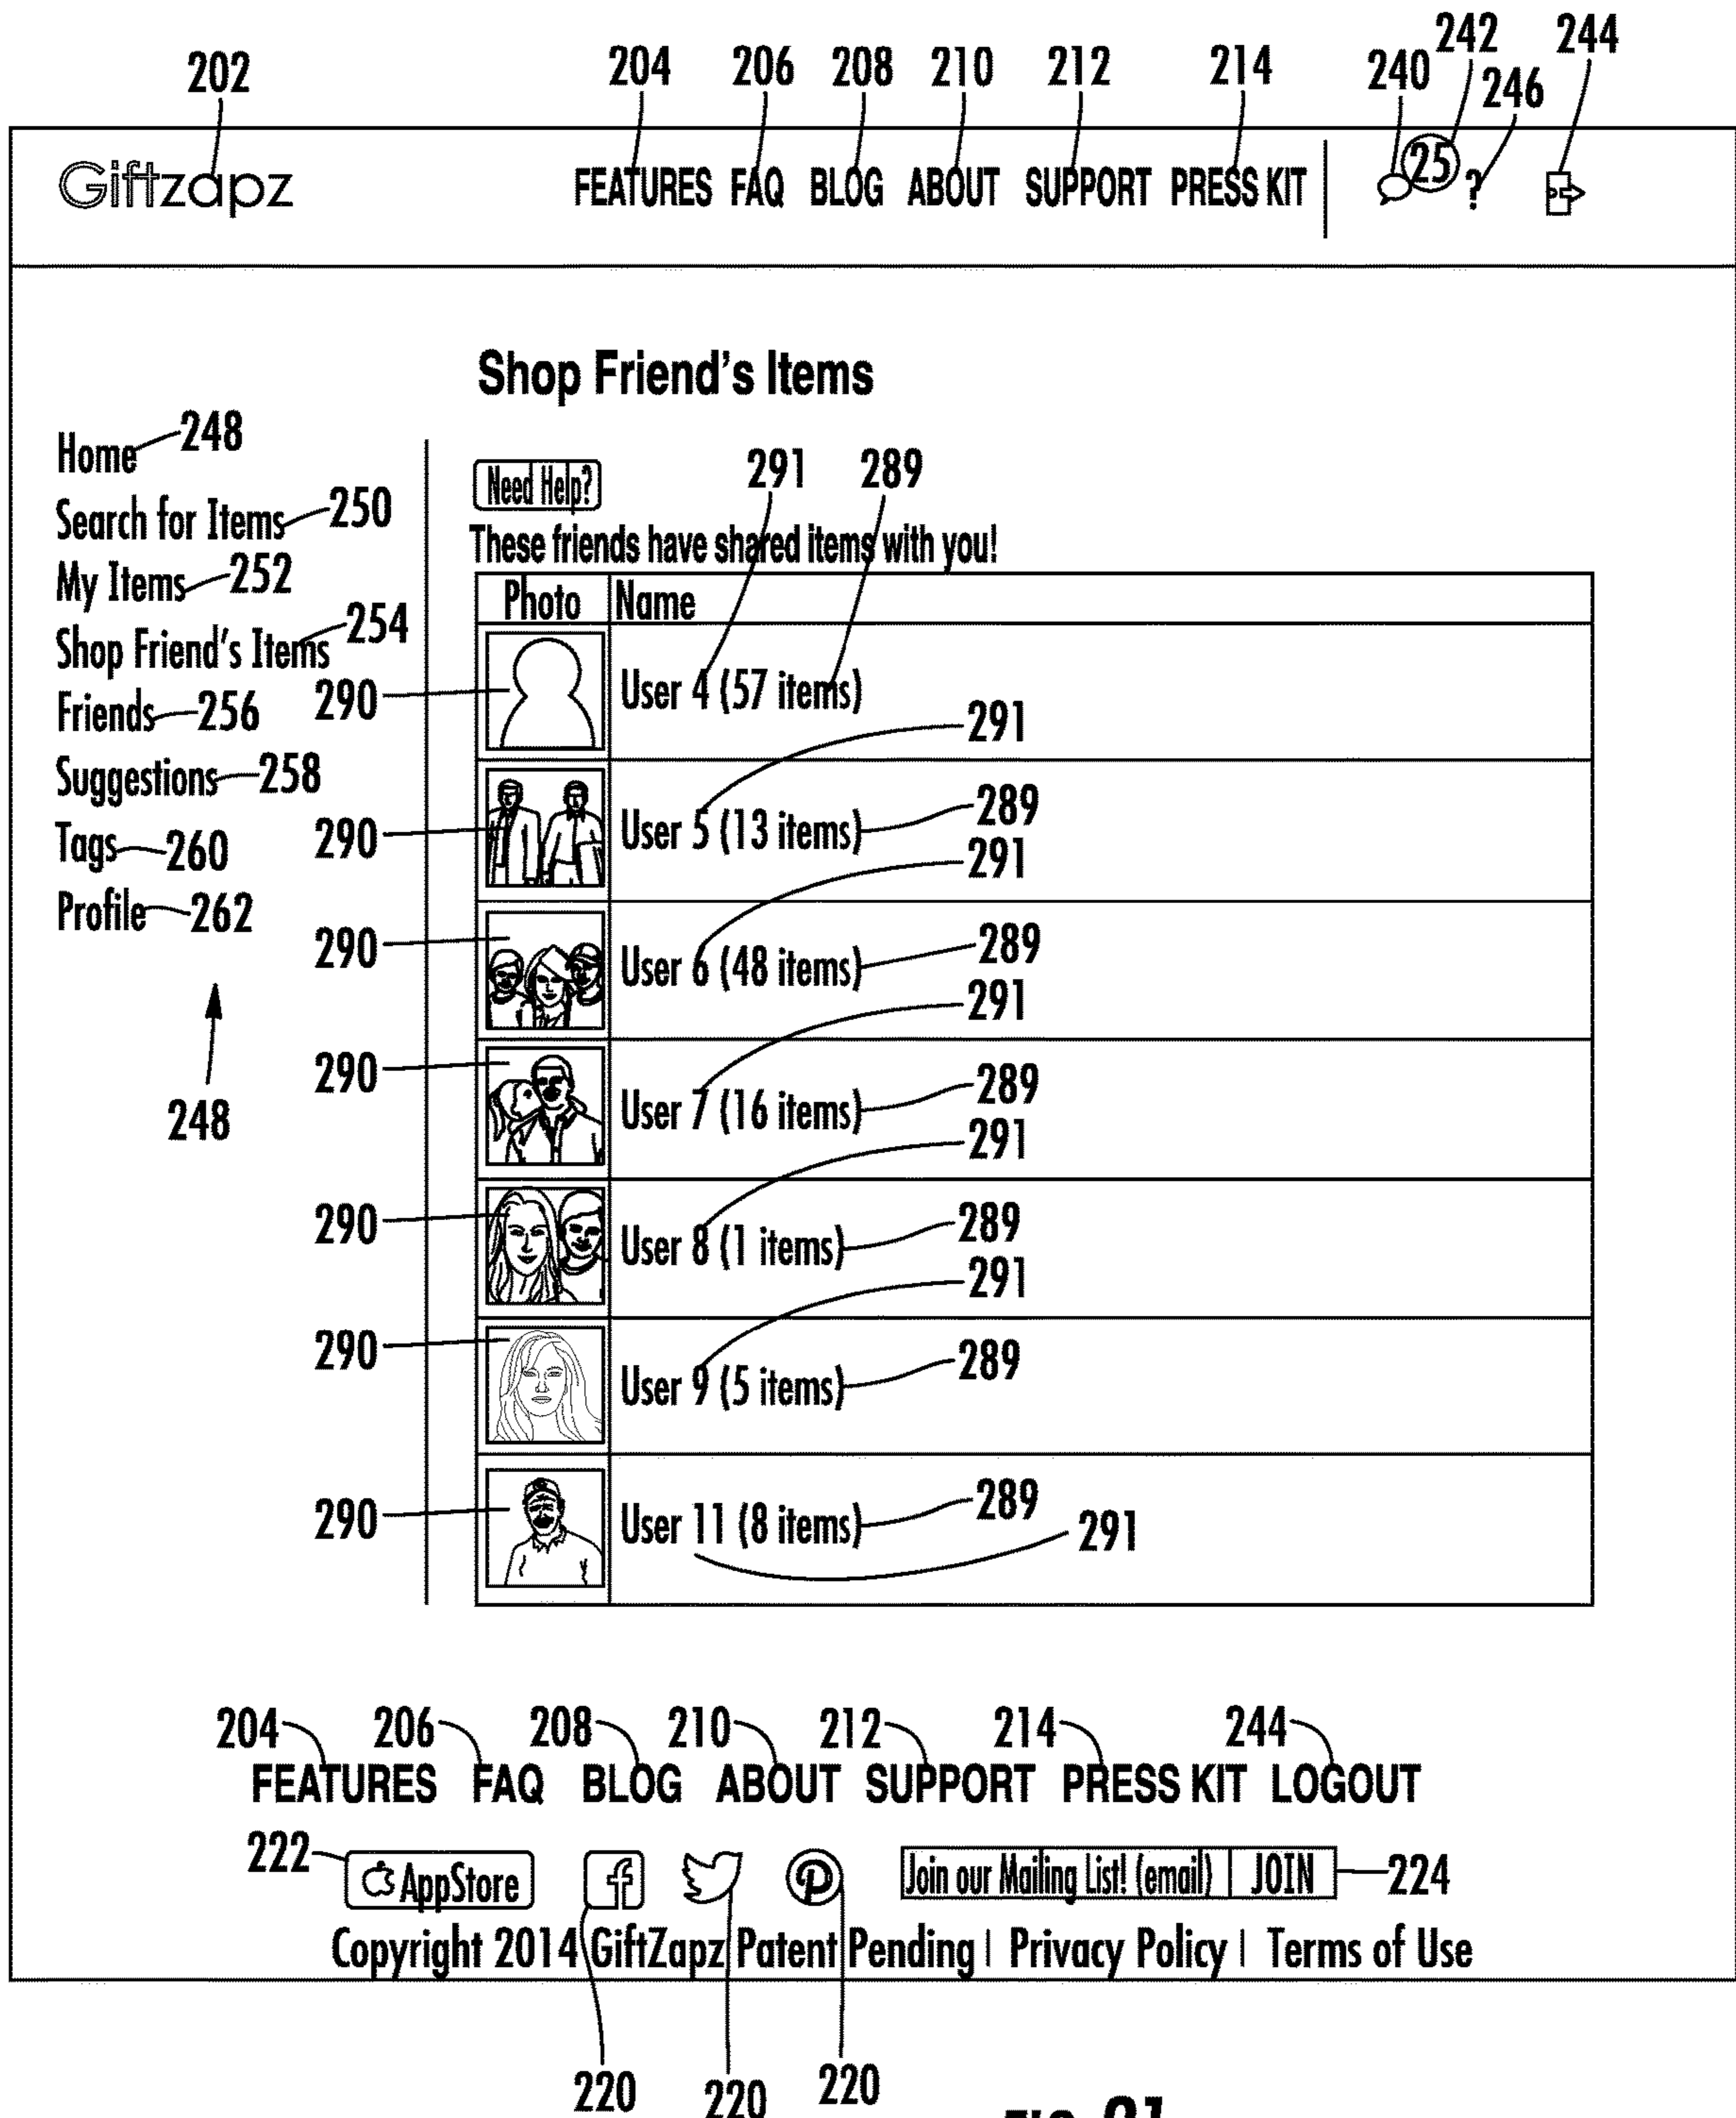 242 244
202 204 206 208 210 212 214 240 246
Giftzapz FEATURES FAQ BLOG ABOUT SUPPORT PRESS KIT 25 ?
Shop Friend's Items
Home 248
Need Help? 291 289
Search for Items 250
These friends have shared items with you!
My Items 252
Photo Name
Shop Friend's Items 254
290 User 4 (57 items)
Friends 256
291
Suggestions 258
290 User 5 (13 items) 289
Tags 260
291
Profile 262
290 User 6 (48 items) 289
291
248
290 User 7 (16 items) 289
291
290 User 8 (1 items) 289
291
290 User 9 (5 items) 289
290 User 11 (8 items) 289
291
204 206 208 210 212 214 244
FEATURES FAQ BLOG ABOUT SUPPORT PRESS KIT LOGOUT
222 AppStore f P Join our Mailing List! (email) JOIN 224
Copyright 2014 GiftZapz Patent Pending | Privacy Policy | Terms of Use
220 220 220